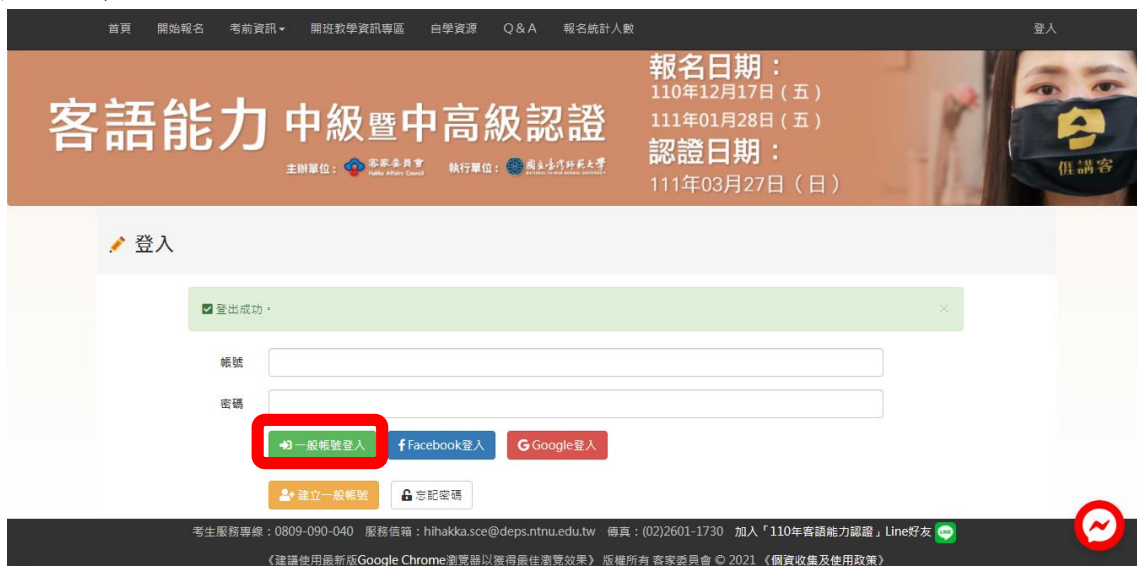 首頁 開始報名 考前資訊 開班教學資訊專區 自學資源 Q&A 報名統計人數 登入
客語能力 中級暨中高級認證
主辦單位： 客家委員會 Hakka Affairs Council 執行單位： 國立臺灣師範大學 NATIONAL TAIWAN NORMAL UNIVERSITY
報名日期：
110年12月17日（五）
111年01月28日（五）
認證日期：
111年03月27日（日）
𠊎講客
登入
登出成功。 ×
帳號
密碼
一般帳號登入 Facebook登入 Google登入
建立一般帳號 忘記密碼
考生服務專線：0809-090-040 服務信箱：hihakka.sce@deps.ntnu.edu.tw 傳真：(02)2601-1730 加入「110年客語能力認證」Line好友
《建議使用最新版Google Chrome瀏覽器以獲得最佳瀏覽效果》 版權所有 客家委員會 © 2021 《個資收集及使用政策》